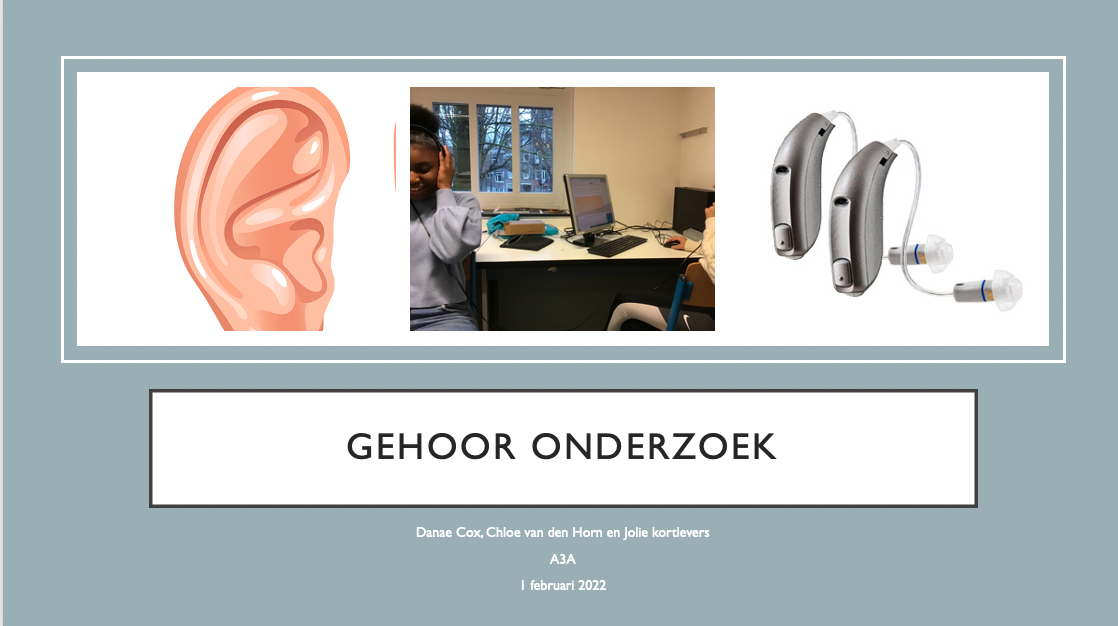 GEHOOR ONDERZOEK
Danae Cox, Chloe van den Horn en Jolie kortlevers
A3A
1 februari 2022